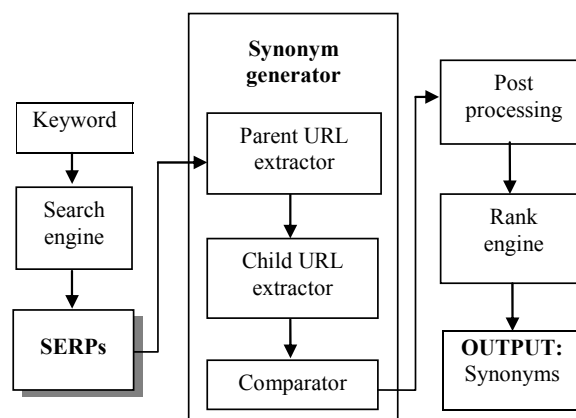 Keyword
Search
engine
SERPs
Synonym
generator
Parent URL
extractor
Child URL
extractor
Comparator
Post
processing
Rank
engine
OUTPUT:
Synonyms